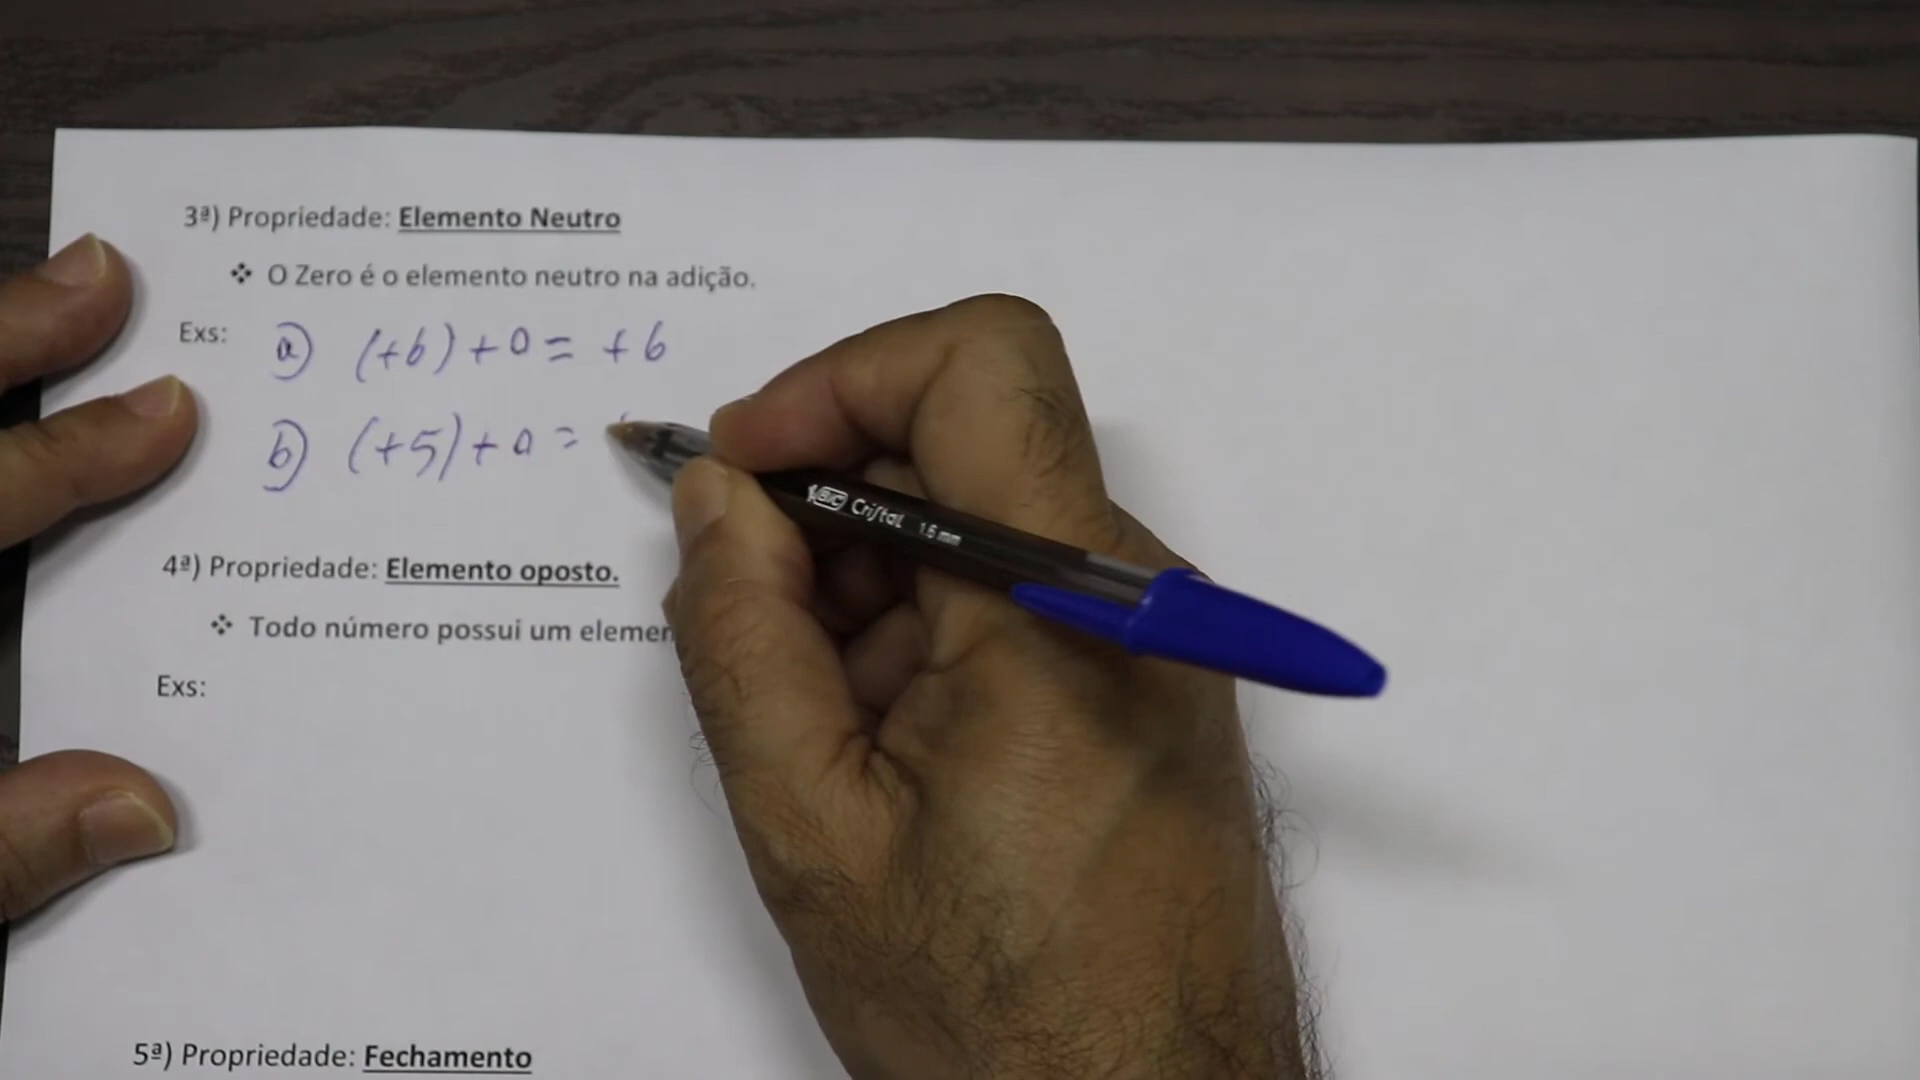 3ª) Propriedade: Elemento Neutro
❖ O Zero é o elemento neutro na adição.
Exs: a) (+6) + 0 = +6
b) (+5) + 0 =
4ª) Propriedade: Elemento oposto.
❖ Todo número possui um
Exs:
5ª) Propriedade: Fechamento
BIC Cristal 1.6 mm